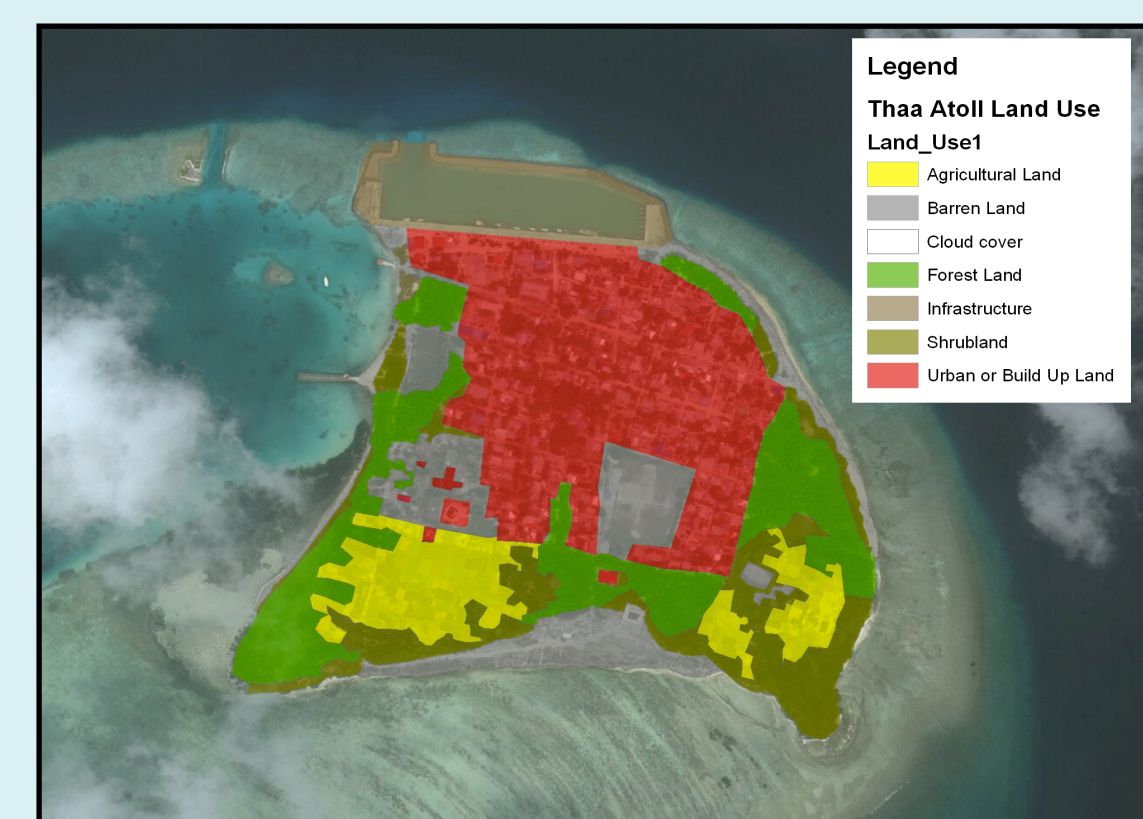 Legend
Thaa Atoll Land Use
Land_Use1
Agricultural Land
Barren Land
Cloud cover
Forest Land
Infrastructure
Shrubland
Urban or Build Up Land